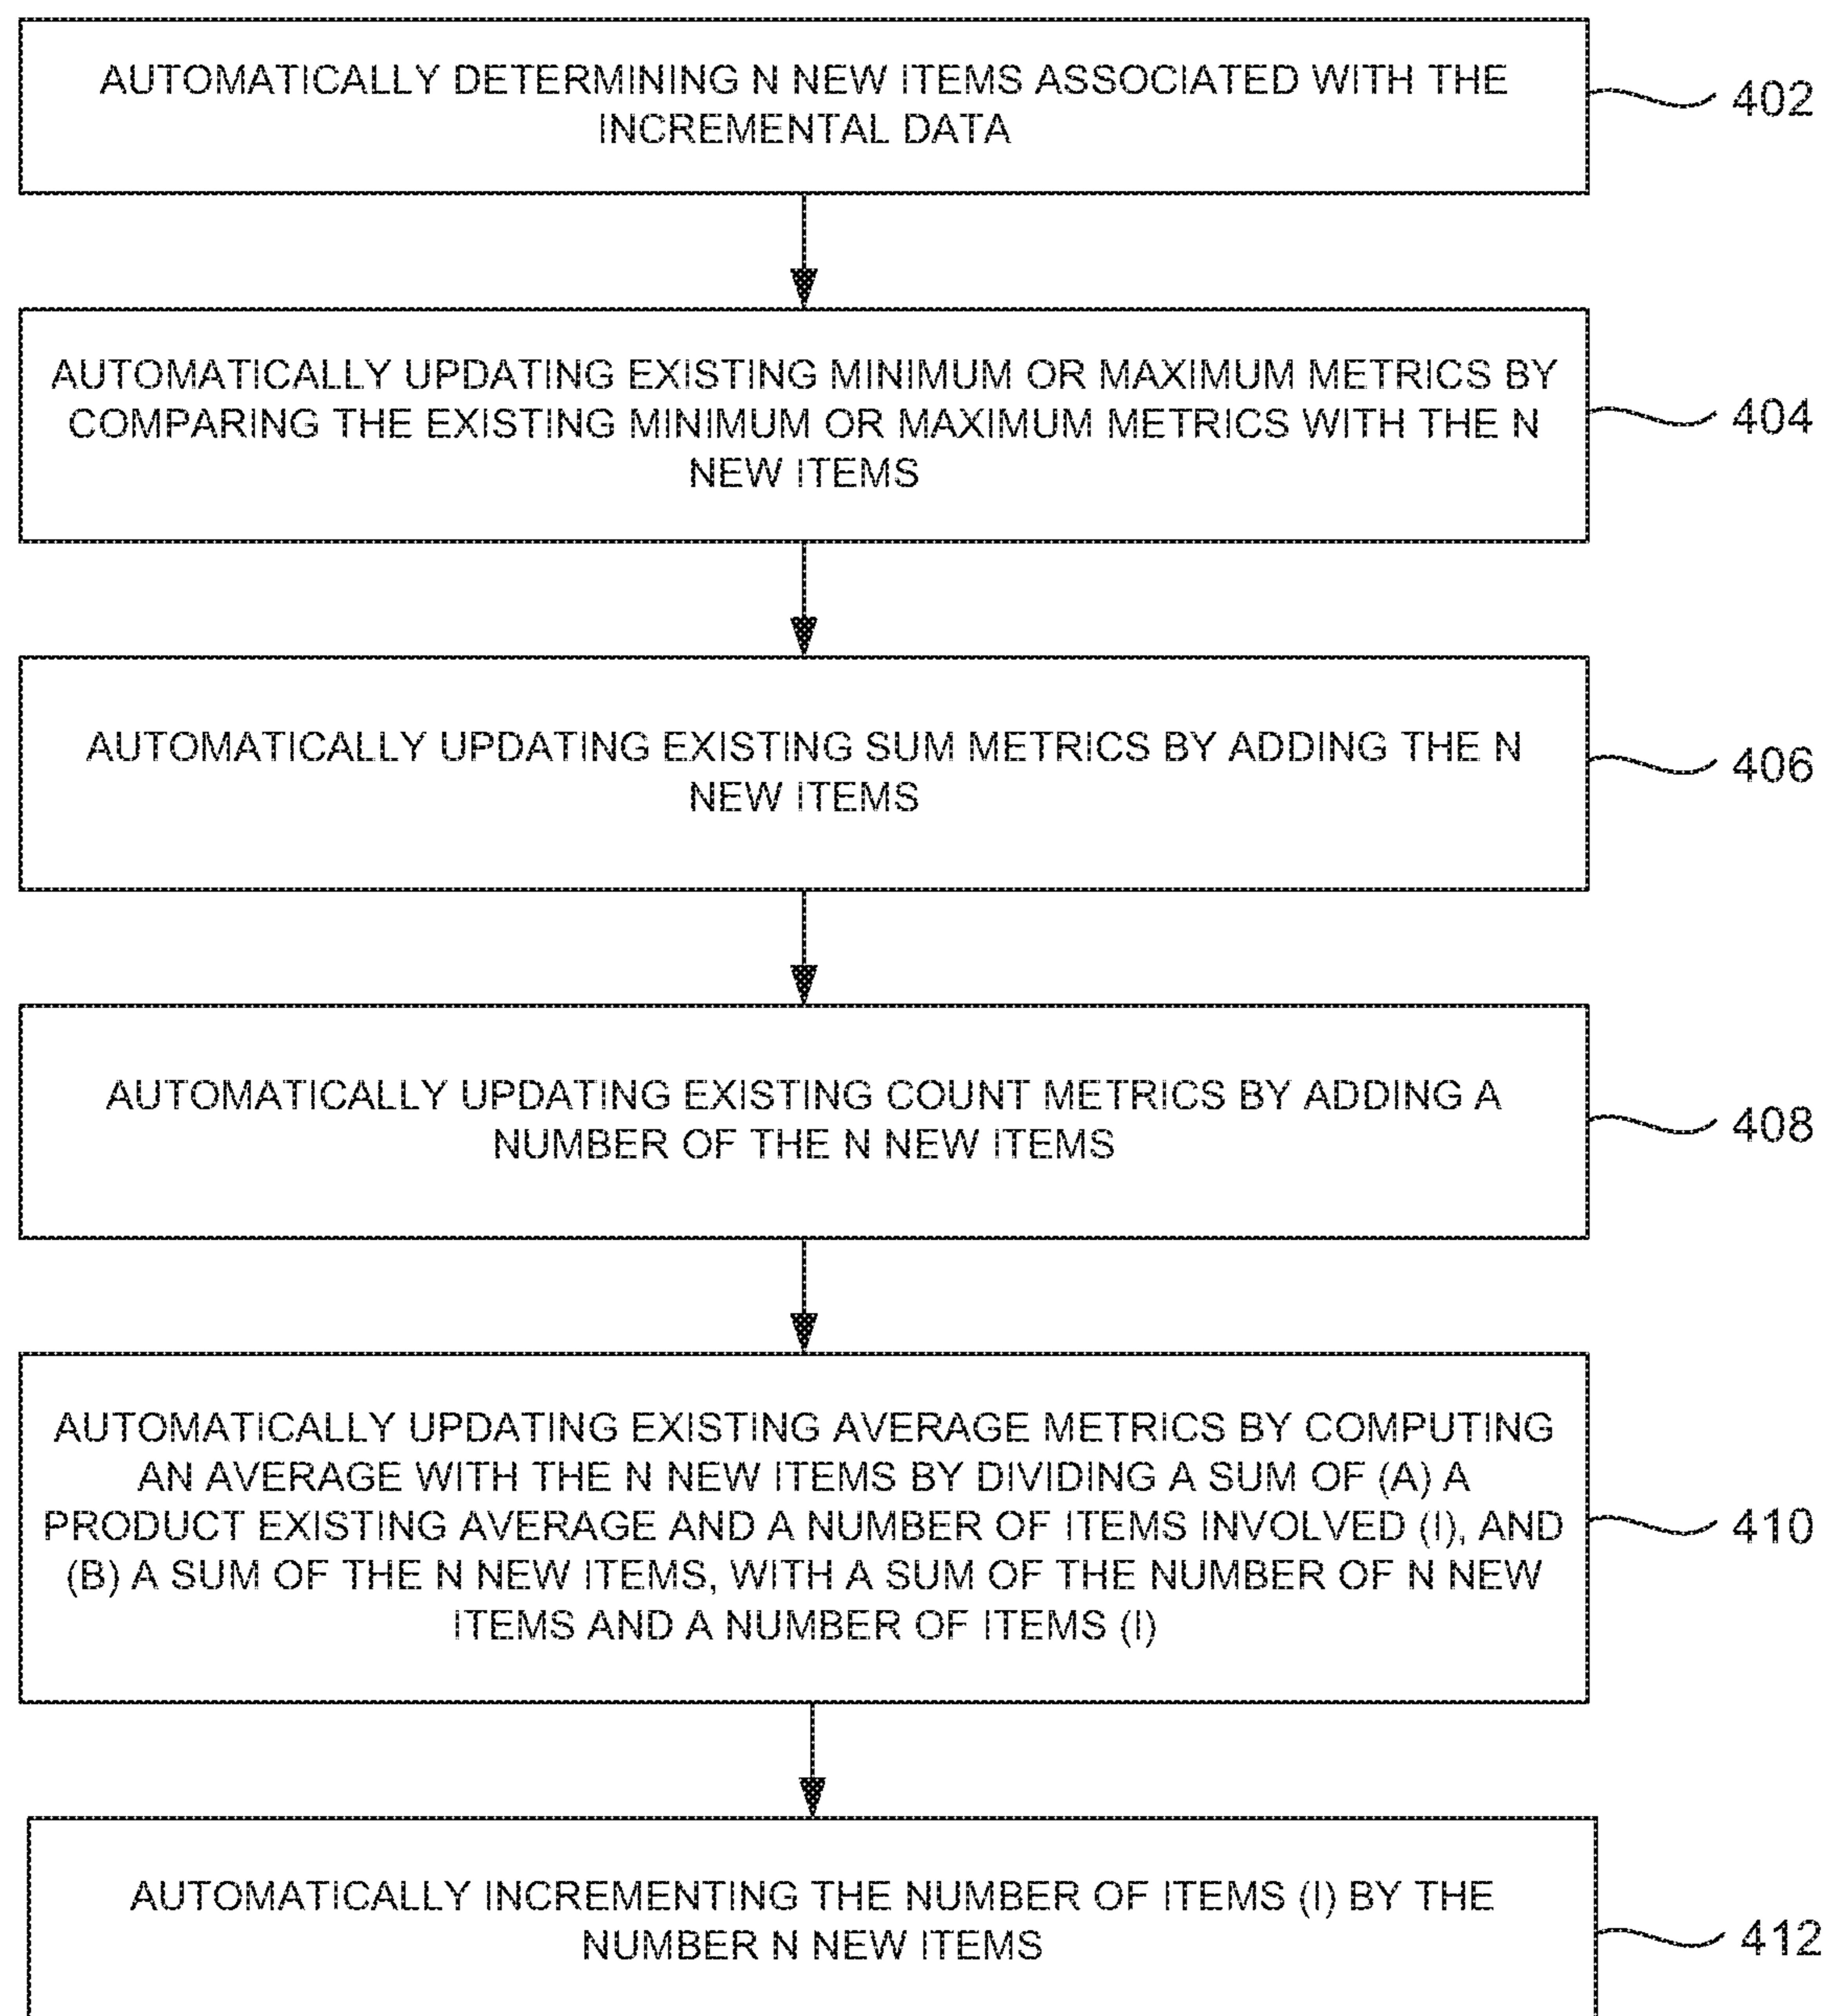 AUTOMATICALLY DETERMINING N NEW ITEMS ASSOCIATED WITH THE
INCREMENTAL DATA
402
AUTOMATICALLY UPDATING EXISTING MINIMUM OR MAXIMUM METRICS BY
COMPARING THE EXISTING MINIMUM OR MAXIMUM METRICS WITH THE N
NEW ITEMS
404
AUTOMATICALLY UPDATING EXISTING SUM METRICS BY ADDING THE N
NEW ITEMS
406
AUTOMATICALLY UPDATING EXISTING COUNT METRICS BY ADDING A
NUMBER OF THE N NEW ITEMS
408
AUTOMATICALLY UPDATING EXISTING AVERAGE METRICS BY COMPUTING
AN AVERAGE WITH THE N NEW ITEMS BY DIVIDING A SUM OF (A) A
PRODUCT EXISTING AVERAGE AND A NUMBER OF ITEMS INVOLVED (I), AND
(B) A SUM OF THE N NEW ITEMS, WITH A SUM OF THE NUMBER OF N NEW
ITEMS AND A NUMBER OF ITEMS (I)
410
AUTOMATICALLY INCREMENTING THE NUMBER OF ITEMS (I) BY THE
NUMBER N NEW ITEMS
412